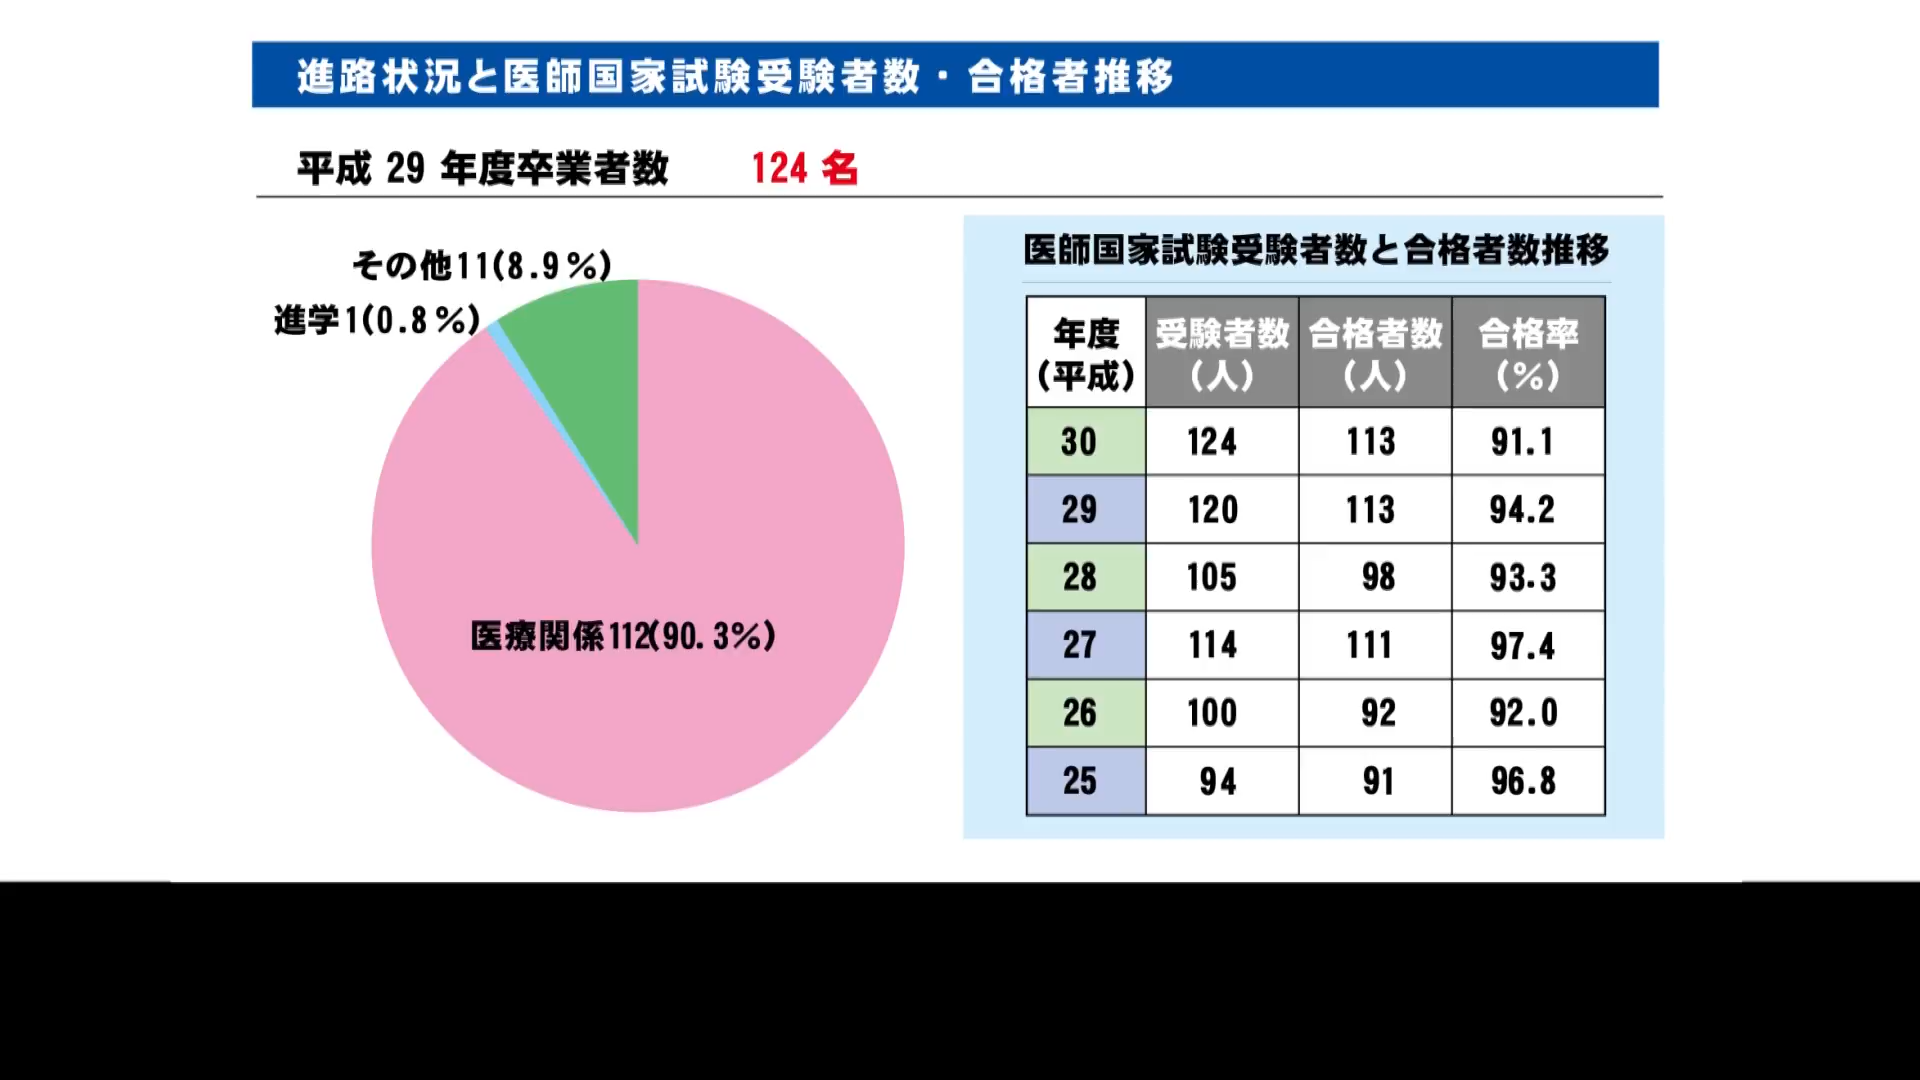 進路状況と医師国家試験受験者数・合格者推移
平成 29 年度卒業者数 124 名
その他11(8.9%)
進学1(0.8%)
医療関係112(90.3%)
医師国家試験受験者数と合格者数推移
年度(平成) 受験者数(人) 合格者数(人) 合格率(%)
30 124 113 91.1
29 120 113 94.2
28 105 98 93.3
27 114 111 97.4
26 100 92 92.0
25 94 91 96.8